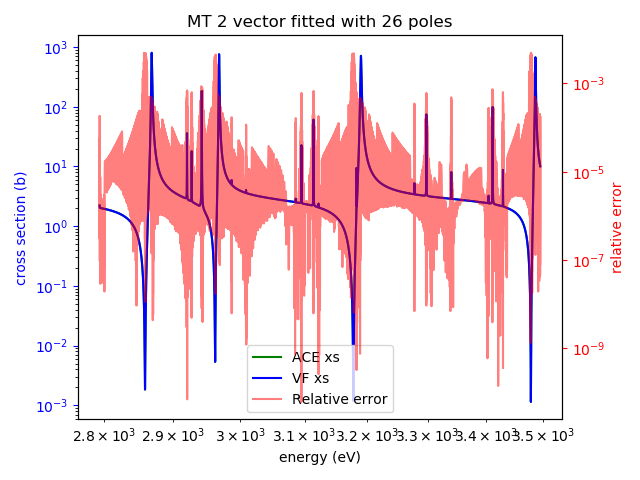 MT 2 vector fitted with 26 poles
10³
10²
10¹
10⁰
10⁻¹
10⁻²
10⁻³
cross section (b)
10⁻³
10⁻⁵
10⁻⁷
10⁻⁹
relative error
ACE xs
VF xs
Relative error
2.8 × 10³ 2.9 × 10³ 3 × 10³ 3.1 × 10³ 3.2 × 10³ 3.3 × 10³ 3.4 × 10³ 3.5 × 10³
energy (eV)